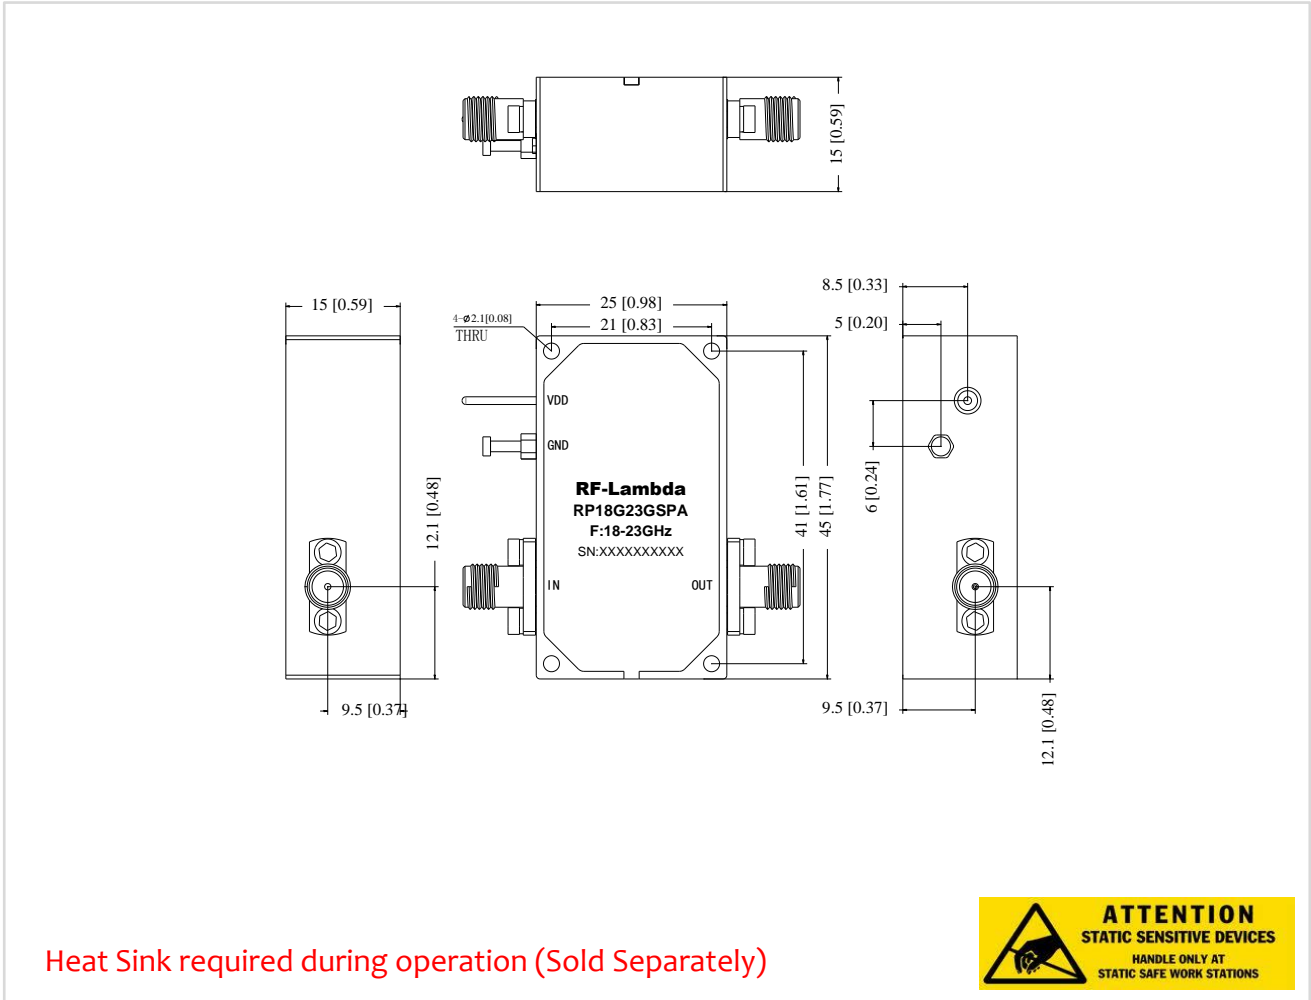 15 [0.59]
15 [0.59]
25 [0.98]
21 [0.83]
4-ø2.1[0.08]
THRU
8.5 [0.33]
5 [0.20]
VDD
GND
RF-Lambda
RP18G23GSPA
F:18-23GHz
SN:XXXXXXXXXX
IN
OUT
41 [1.61]
45 [1.77]
6 [0.24]
12.1 [0.48]
9.5 [0.37]
9.5 [0.37]
12.1 [0.48]
Heat Sink required during operation (Sold Separately)
ATTENTION
STATIC SENSITIVE DEVICES
HANDLE ONLY AT
STATIC SAFE WORK STATIONS